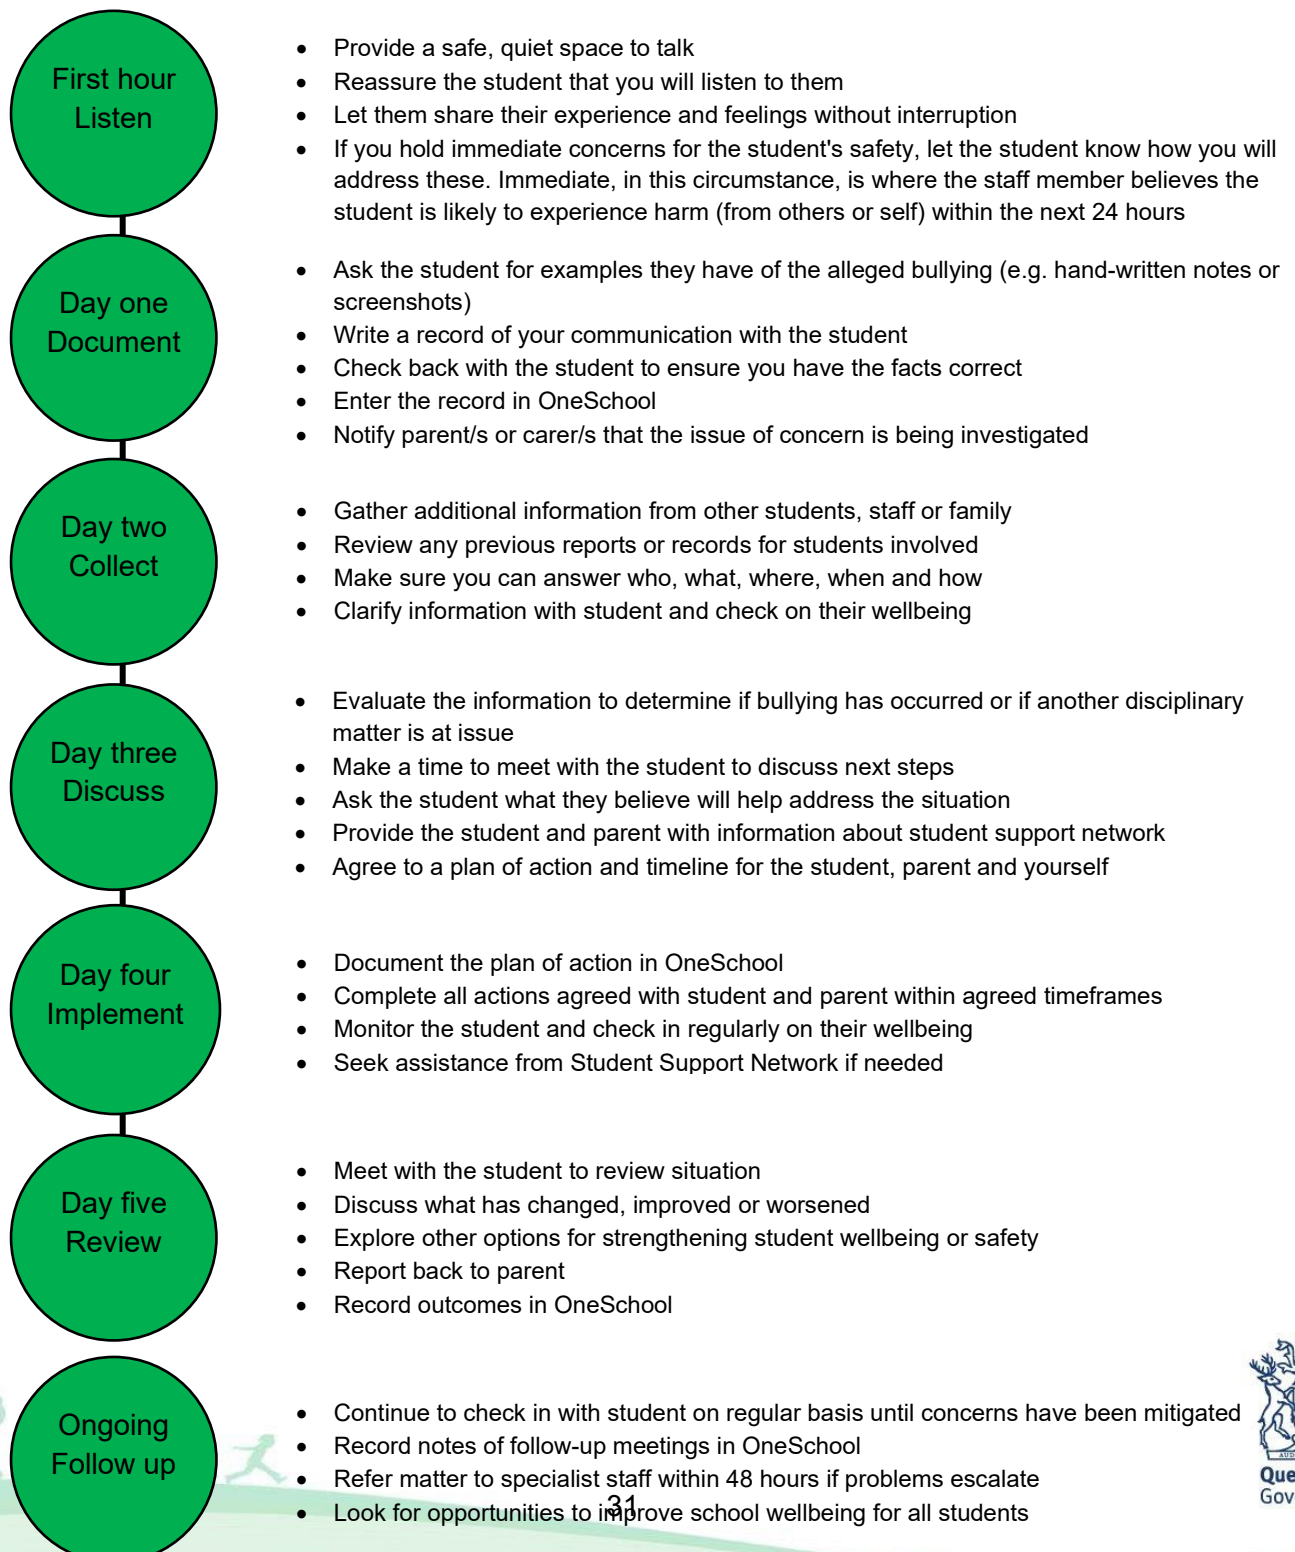 First hour
Listen
• Provide a safe, quiet space to talk
• Reassure the student that you will listen to them
• Let them share their experience and feelings without interruption
• If you hold immediate concerns for the student's safety, let the student know how you will
address these. Immediate, in this circumstance, is where the staff member believes the
student is likely to experience harm (from others or self) within the next 24 hours
Day one
Document
• Ask the student for examples they have of the alleged bullying (e.g. hand-written notes or
screenshots)
• Write a record of your communication with the student
• Check back with the student to ensure you have the facts correct
• Enter the record in OneSchool
• Notify parent/s or carer/s that the issue of concern is being investigated
Day two
Collect
• Gather additional information from other students, staff or family
• Review any previous reports or records for students involved
• Make sure you can answer who, what, where, when and how
• Clarify information with student and check on their wellbeing
Day three
Discuss
• Evaluate the information to determine if bullying has occurred or if another disciplinary
matter is at issue
• Make a time to meet with the student to discuss next steps
• Ask the student what they believe will help address the situation
• Provide the student and parent with information about student support network
• Agree to a plan of action and timeline for the student, parent and yourself
Day four
Implement
• Document the plan of action in OneSchool
• Complete all actions agreed with student and parent within agreed timeframes
• Monitor the student and check in regularly on their wellbeing
• Seek assistance from Student Support Network if needed
Day five
Review
• Meet with the student to review situation
• Discuss what has changed, improved or worsened
• Explore other options for strengthening student wellbeing or safety
• Report back to parent
• Record outcomes in OneSchool
Ongoing
Follow up
• Continue to check in with student on regular basis until concerns have been mitigated
• Record notes of follow-up meetings in OneSchool
• Refer matter to specialist staff within 48 hours if problems escalate
• Look for opportunities to improve school wellbeing for all students
31
Que
Gov